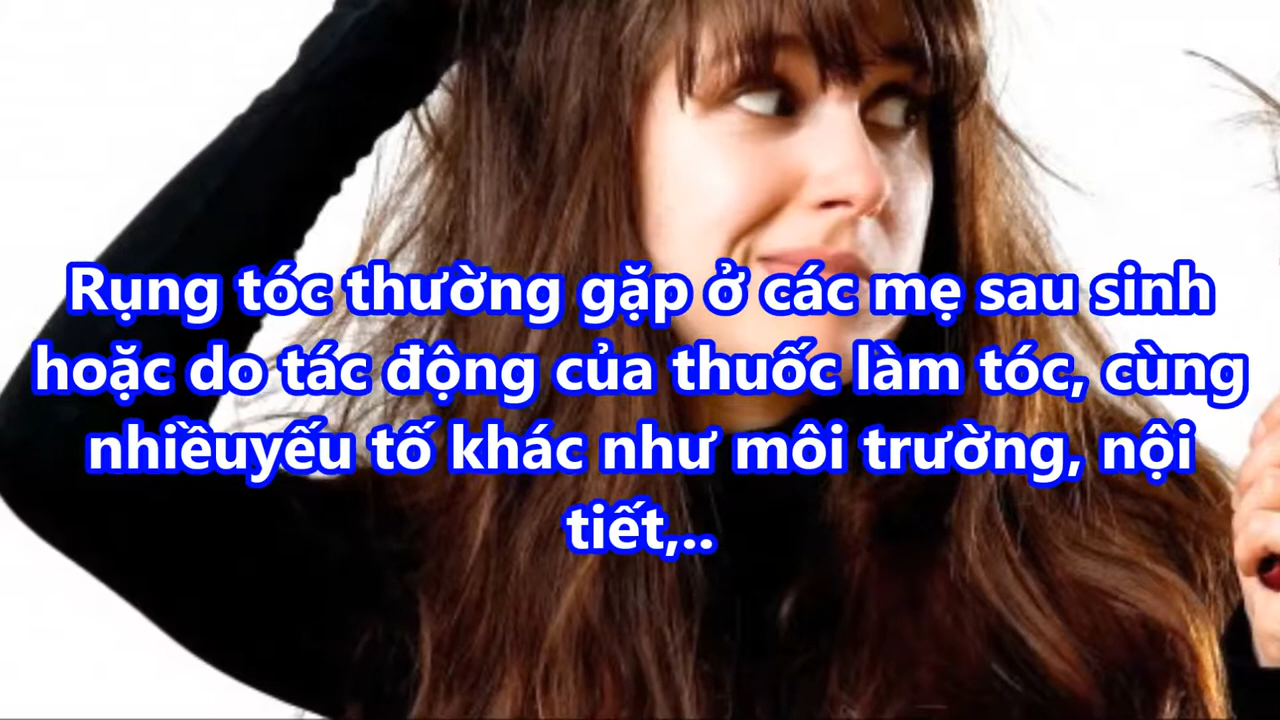 Rụng tóc thường gặp ở các mẹ sau sinh
hoặc do tác động của thuốc làm tóc, cùng
nhiềuyếu tố khác như môi trường, nội
tiết,..